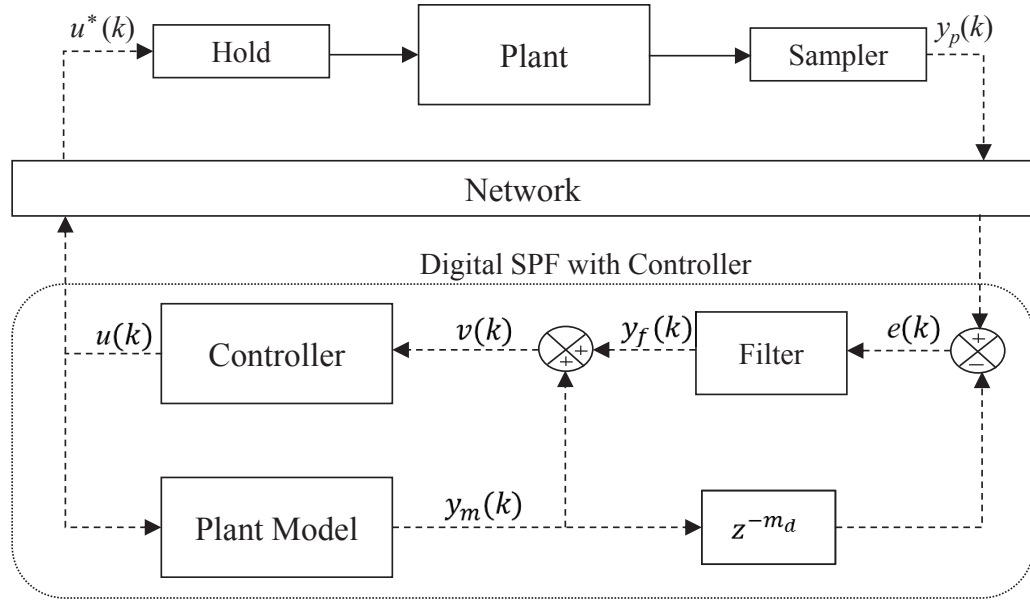 u*(k)
Hold
Plant
Sampler
y_p(k)
Network
Digital SPF with Controller
u(k)
Controller
v(k)
+
+
y_f(k)
Filter
e(k)
+
−
Plant Model
y_m(k)
z^{-m_d}